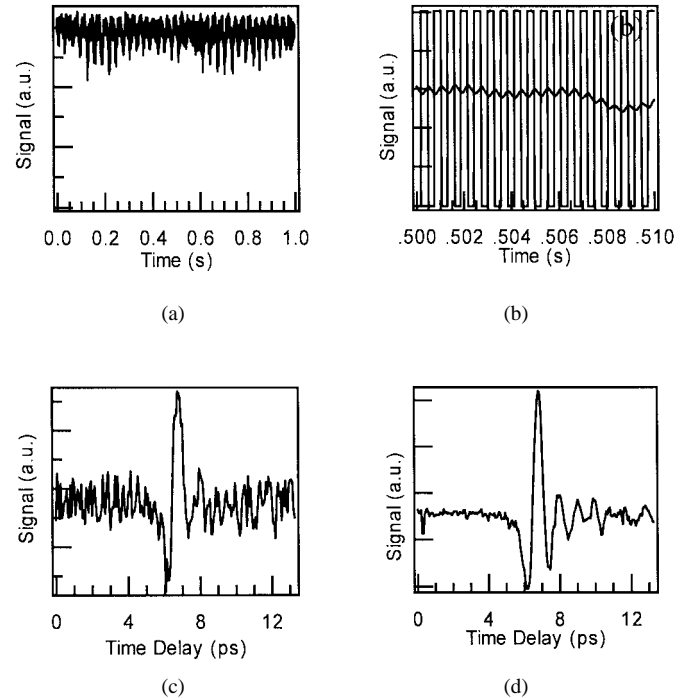 Signal (a.u.)
0.0 0.2 0.4 0.6 0.8 1.0
Time (s)
(a)
(b)
Signal (a.u.)
.500 .502 .504 .506 .508 .510
Time (s)
(b)
Signal (a.u.)
0 4 8 12
Time Delay (ps)
(c)
Signal (a.u.)
0 4 8 12
Time Delay (ps)
(d)